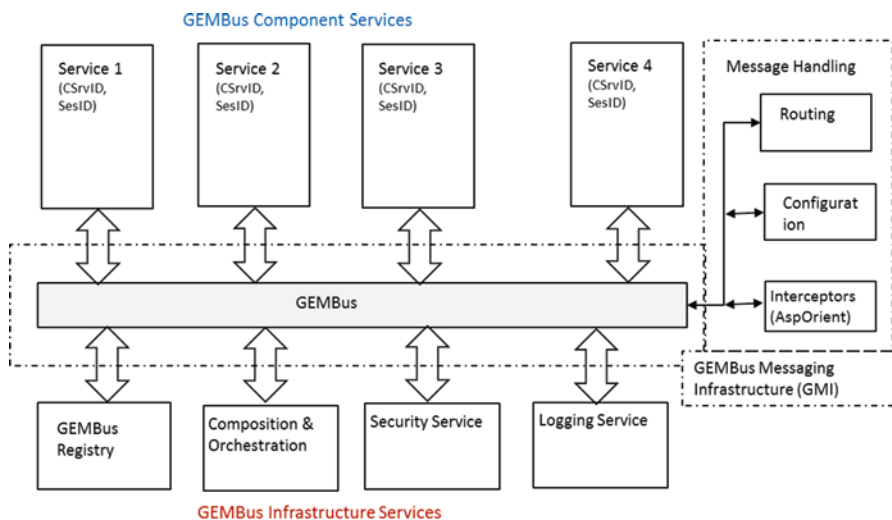 GEMBus Component Services
Service 1
(CSrvID,
SesID)
Service 2
(CSrvID,
SesID)
Service 3
(CSrvID,
SesID)
Service 4
(CSrvID,
SesID)
Message Handling
Routing
Configurat
ion
Interceptors
(AspOrient)
GEMBus
GEMBus Messaging
Infrastructure (GMI)
GEMBus
Registry
Composition &
Orchestration
Security Service
Logging Service
GEMBus Infrastructure Services